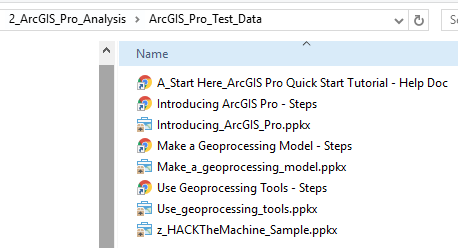 2_ArcGIS_Pro_Analysis > ArcGIS_Pro_Test_Data
Name
A_Start Here_ArcGIS Pro Quick Start Tutorial - Help Doc
Introducing ArcGIS Pro - Steps
Introducing_ArcGIS_Pro.ppkx
Make a Geoprocessing Model - Steps
Make_a_geoprocessing_model.ppkx
Use Geoprocessing Tools - Steps
Use_geoprocessing_tools.ppkx
z_HACKTheMachine_Sample.ppkx